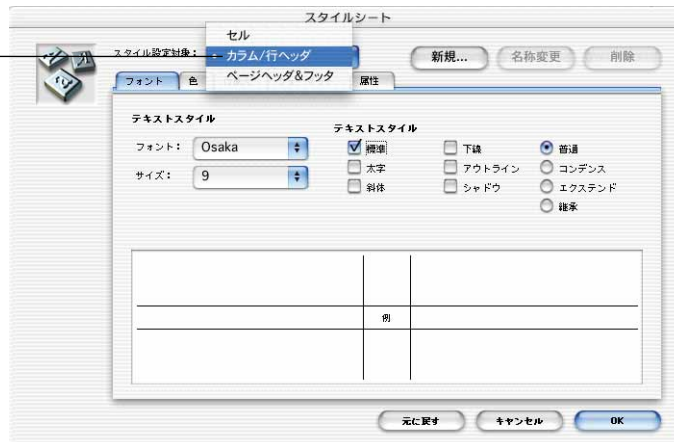 スタイルシート
スタイル設定対象:
セル
カラム/行ヘッダ
ページヘッダ&フッタ
新規...
名称変更
削除
フォント
色
属性
テキストスタイル
フォント: Osaka
サイズ: 9
テキストスタイル
標準 下線 普通
太字 アウトライン コンデンス
斜体 シャドウ エクステンド
継承
例
元に戻す
キャンセル
OK